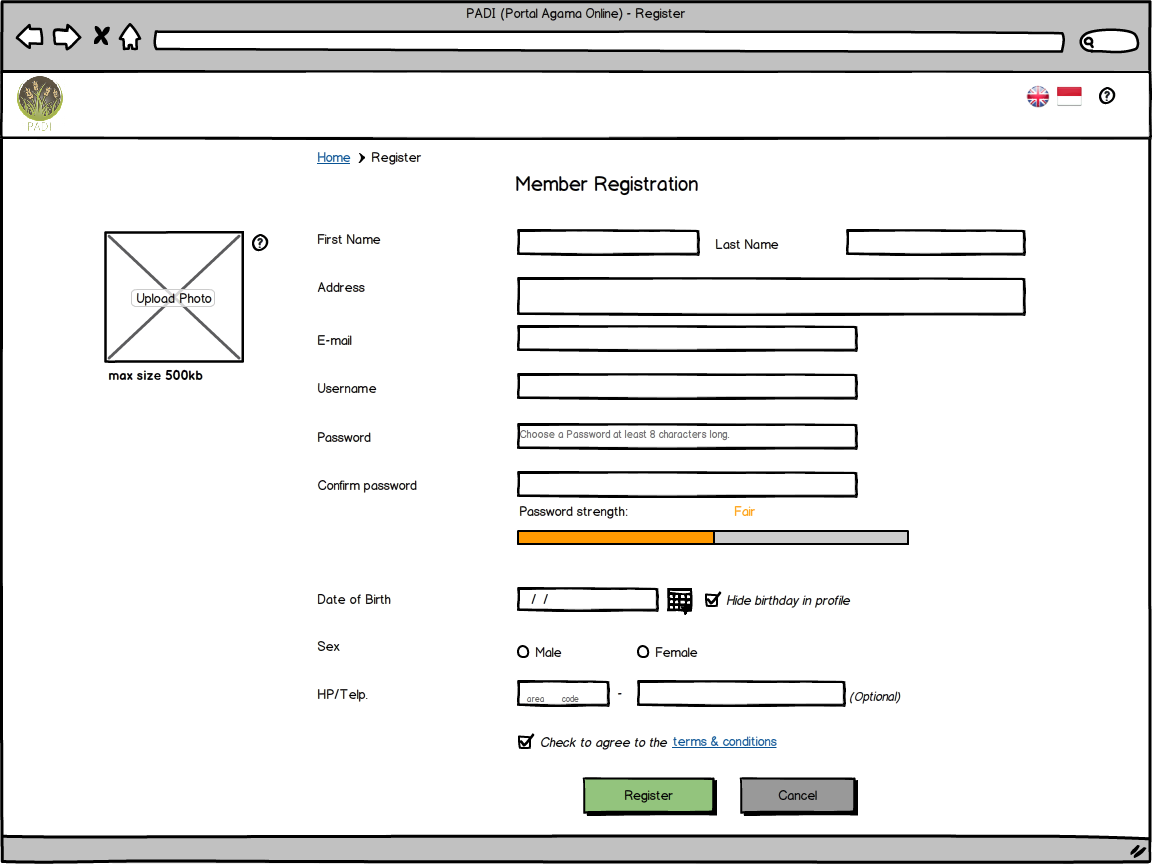 PADI (Portal Agama Online) - Register
PADI
Home Register
Member Registration
First Name
Last Name
Upload Photo
max size 500kb
Address
E-mail
Username
Password
Choose a Password at least 8 characters long.
Confirm password
Password strength: Fair
Date of Birth
/ /
Hide birthday in profile
Sex
Male
Female
HP/Telp.
area code
-
(Optional)
Check to agree to the terms & conditions
Register
Cancel